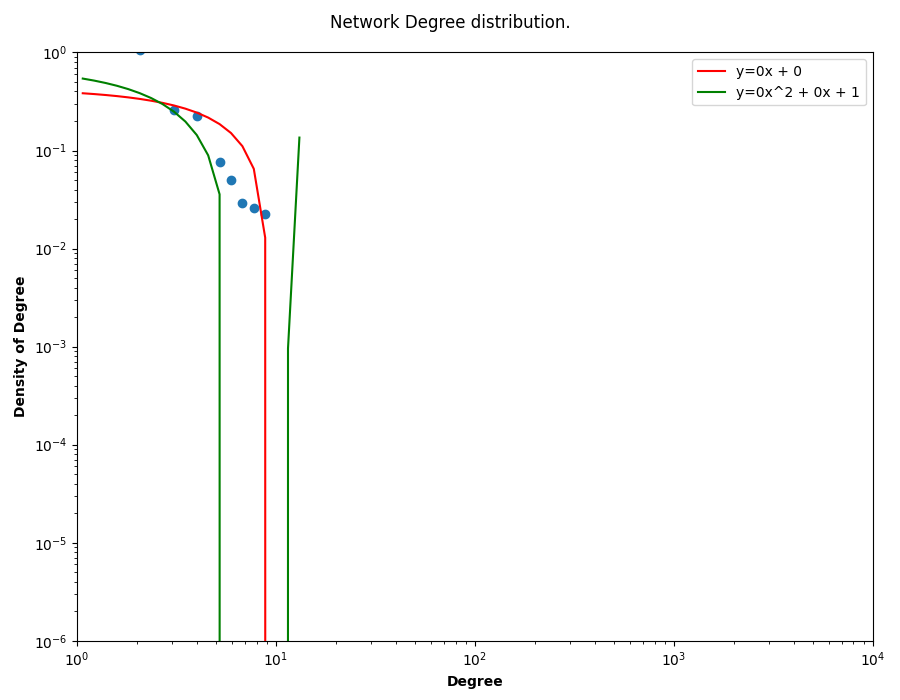 Network Degree distribution.
10^0
10^-1
10^-2
10^-3
10^-4
10^-5
10^-6
Density of Degree
y=0x + 0
y=0x^2 + 0x + 1
10^0 10^1 10^2 10^3 10^4
Degree